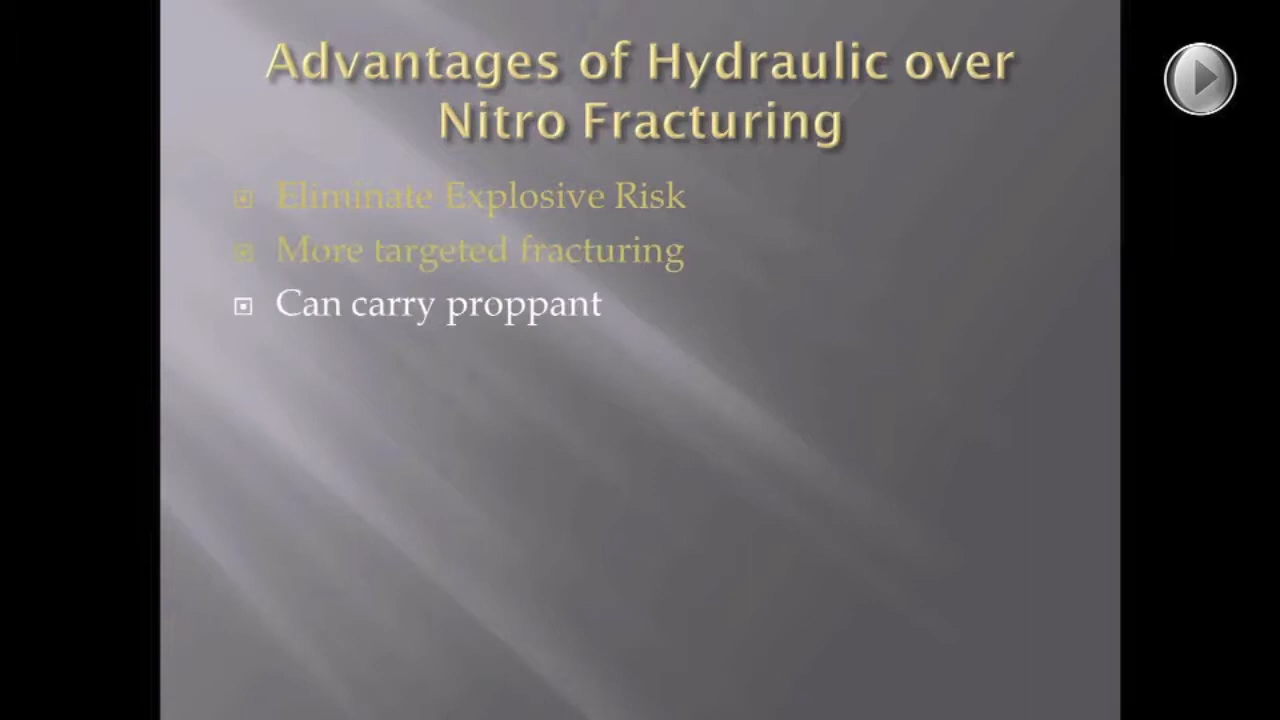 Advantages of Hydraulic over
Nitro Fracturing
Eliminate Explosive Risk
More targeted fracturing
Can carry proppant